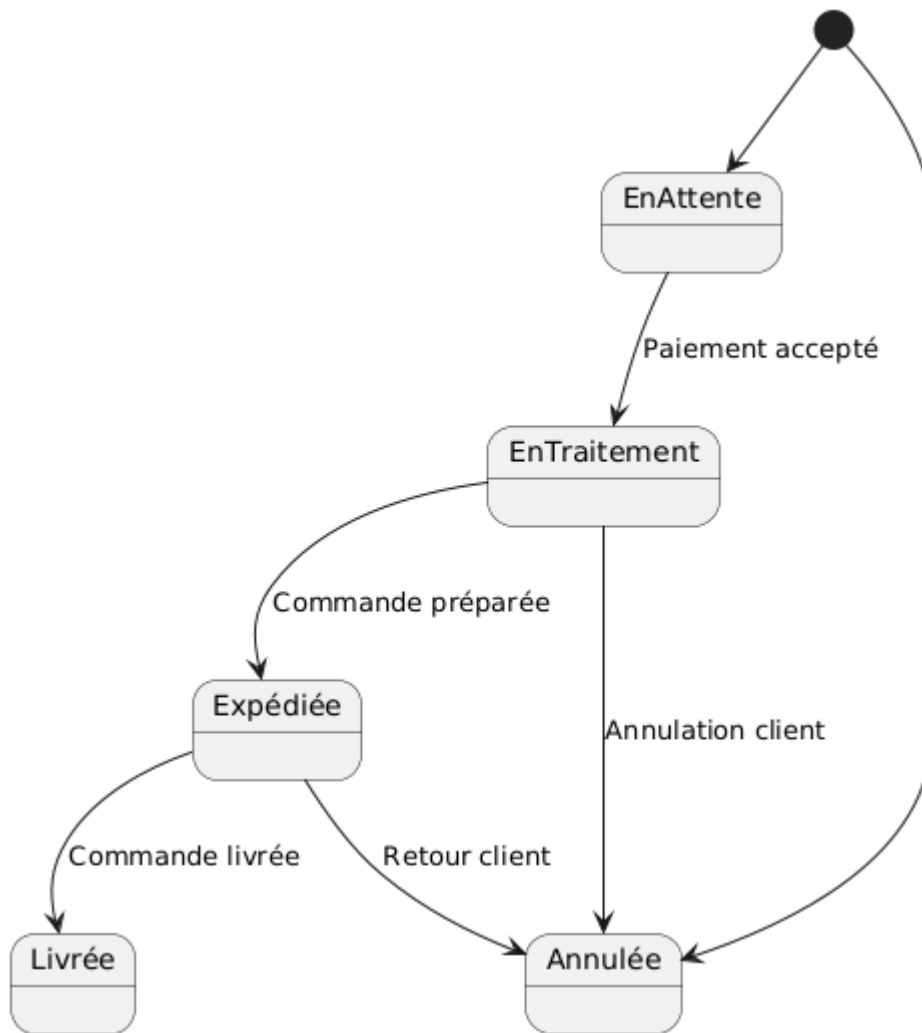 EnAttente
Paiement accepté
EnTraitement
Commande préparée
Expédiée
Annulation client
Commande livrée
Retour client
Livrée
Annulée